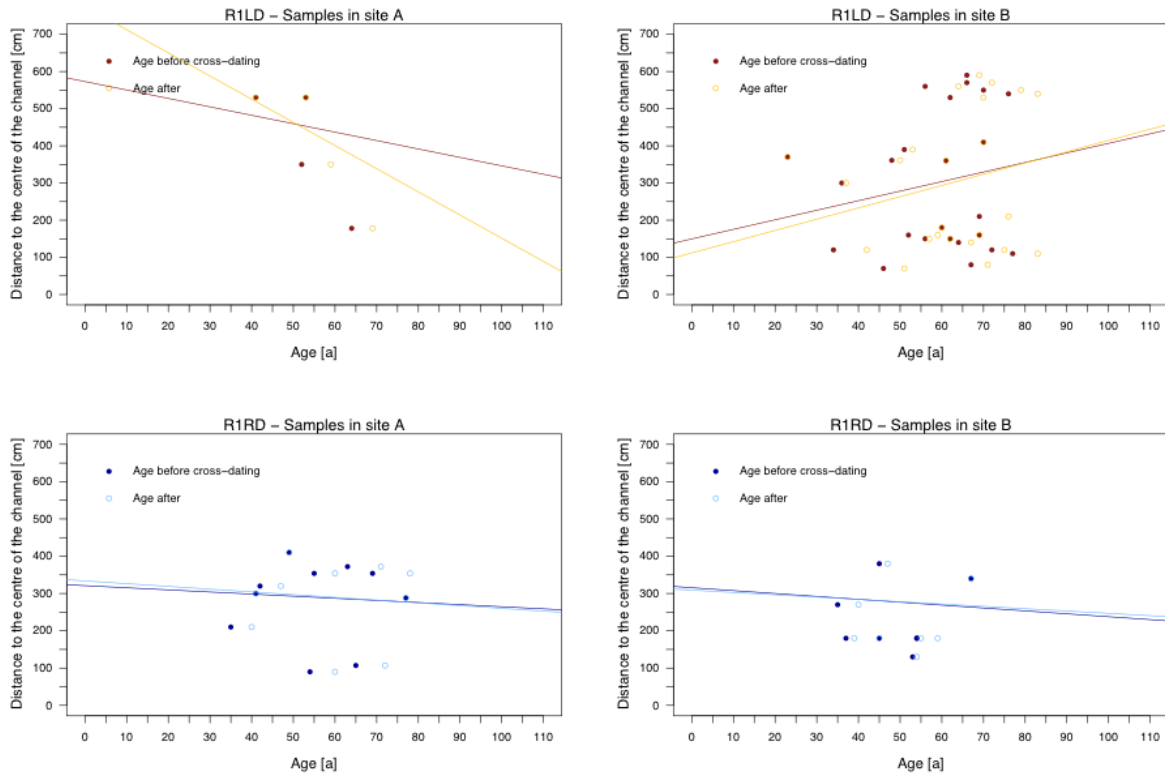 R1LD − Samples in site A
Distance to the centre of the channel [cm]
700
600
500
400
300
200
100
0
Age before cross−dating
Age after
0 10 20 30 40 50 60 70 80 90 100 110
Age [a]
R1LD − Samples in site B
Distance to the centre of the channel [cm]
700
600
500
400
300
200
100
0
Age before cross−dating
Age after
0 10 20 30 40 50 60 70 80 90 100 110
Age [a]
R1RD − Samples in site A
Distance to the centre of the channel [cm]
700
600
500
400
300
200
100
0
Age before cross−dating
Age after
0 10 20 30 40 50 60 70 80 90 100 110
Age [a]
R1RD − Samples in site B
Distance to the centre of the channel [cm]
700
600
500
400
300
200
100
0
Age before cross−dating
Age after
0 10 20 30 40 50 60 70 80 90 100 110
Age [a]